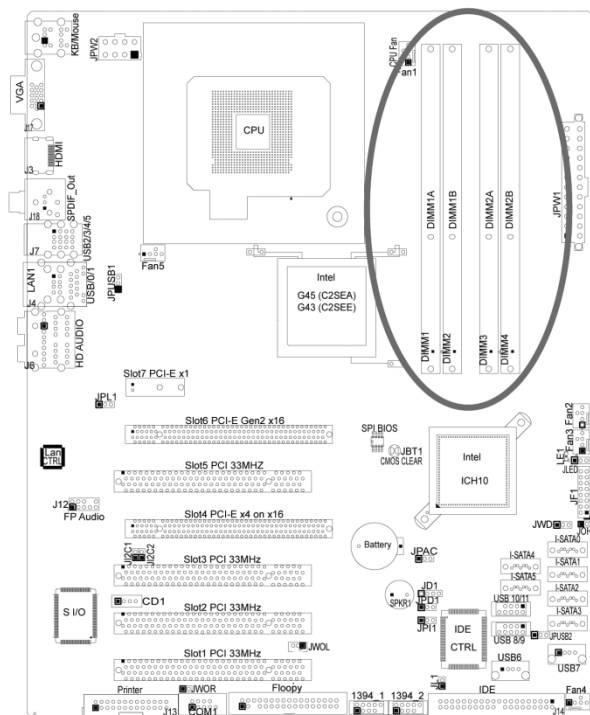 KB/Mouse
JPW2
CPU Fan
Fan1
VGA
J17
CPU
HDMI
J3
DIMM1A
DIMM1B
DIMM2A
DIMM2B
JPW1
SPDIF_Out
J18
USB2/3/4/5
J7
Fan5
LAN1
USB/0/1
J4
JPUSB1
Intel
G45 (C2SEA)
G43 (C2SEE)
HD AUDIO
J6
DIMM1
DIMM2
DIMM3
DIMM4
Slot7 PCI-E x1
JPL1
Slot6 PCI-E Gen2 x16
SPI BIOS
JBT1
CMOS CLEAR
Fan2
Fan3
LE1
JLED
Lan
CTRL
Slot5 PCI 33MHZ
Intel
ICH10
JF1
J12
FP Audio
Slot4 PCI-E x4 on x16
JWD
I-SATA0
Battery
JPAC
I-SATA4
I-SATA1
JI2C1
JI2C2
Slot3 PCI 33MHz
I-SATA5
I-SATA2
S I/O
CD1
SPKR1
JD1
JPD1
USB 10/11
I-SATA3
Slot2 PCI 33MHz
JPI1
IDE
CTRL
USB 8/9
JPUSB2
JWOL
USB6
USB7
Slot1 PCI 33MHz
Printer
JWOR
Floopy
1394_1
1394_2
IDE
Fan4
J13
COM1
J14